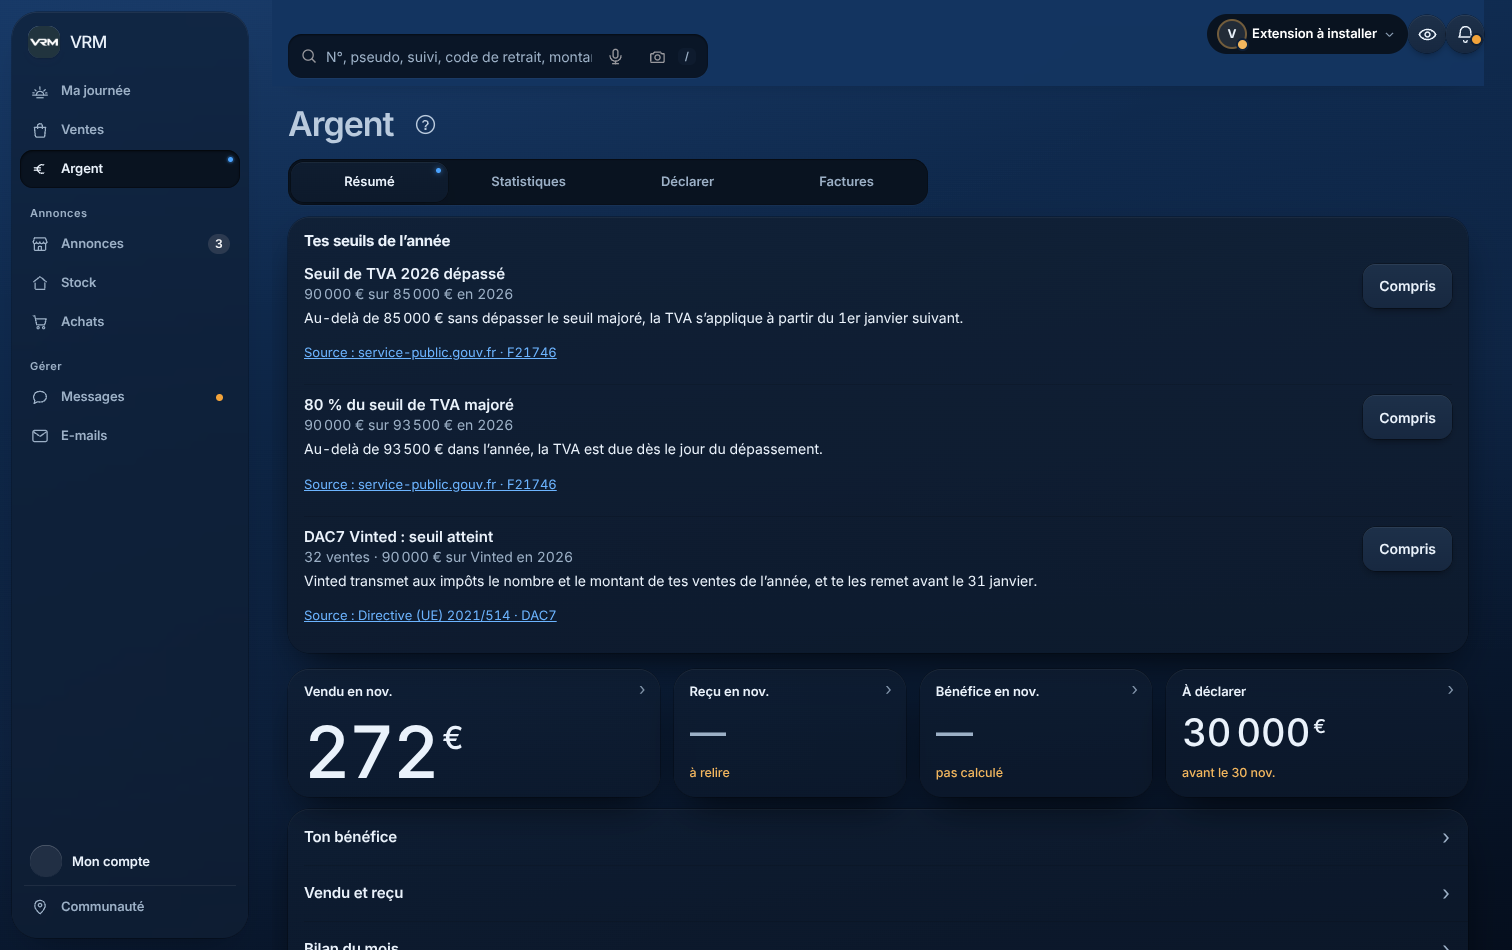 VRM
VRM
Ma journée
Ventes
€ Argent
Annonces
Annonces 3
Stock
Achats
Gérer
Messages
E-mails
Mon compte
Communauté
N°, pseudo, suivi, code de retrait, montan
/
V Extension à installer
Argent ?
Résumé
Statistiques
Déclarer
Factures
Tes seuils de l’année
Seuil de TVA 2026 dépassé
90 000 € sur 85 000 € en 2026
Au-delà de 85 000 € sans dépasser le seuil majoré, la TVA s’applique à partir du 1er janvier suivant.
Source : service-public.gouv.fr · F21746
Compris
80 % du seuil de TVA majoré
90 000 € sur 93 500 € en 2026
Au-delà de 93 500 € dans l’année, la TVA est due dès le jour du dépassement.
Source : service-public.gouv.fr · F21746
Compris
DAC7 Vinted : seuil atteint
32 ventes · 90 000 € sur Vinted en 2026
Vinted transmet aux impôts le nombre et le montant de tes ventes de l’année, et te les remet avant le 31 janvier.
Source : Directive (UE) 2021/514 · DAC7
Compris
Vendu en nov.
272 €
Reçu en nov.
—
à relire
Bénéfice en nov.
—
pas calculé
À déclarer
30 000 €
avant le 30 nov.
Ton bénéfice
Vendu et reçu
Bilan du mois